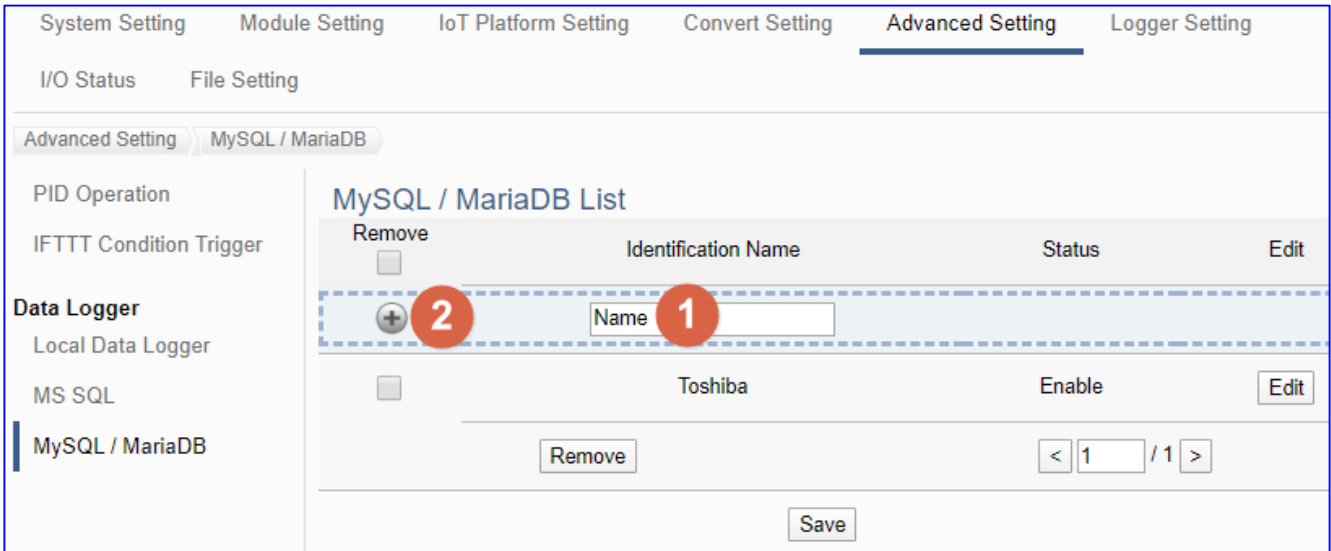 System Setting Module Setting IoT Platform Setting Convert Setting Advanced Setting Logger Setting
I/O Status File Setting
Advanced Setting MySQL / MariaDB
PID Operation
IFTTT Condition Trigger
Data Logger
Local Data Logger
MS SQL
MySQL / MariaDB
MySQL / MariaDB List
Remove Identification Name Status Edit
2 Name 1
Toshiba Enable Edit
Remove < 1 / 1 >
Save